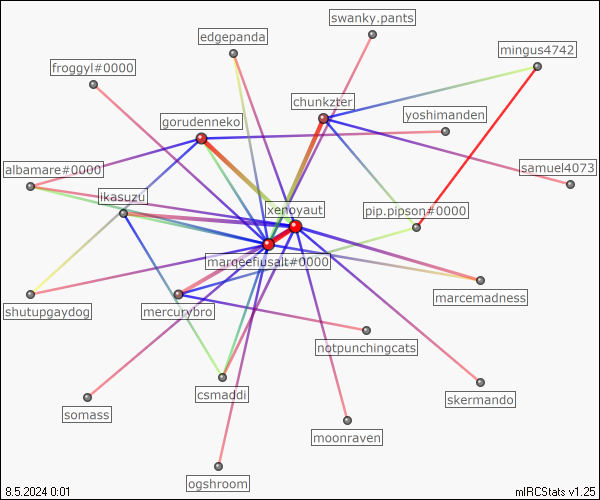 swanky.pants
edgepanda
mingus4742
froggyl#0000
chunkzter
yoshimanden
gorudenneko
samuel4073
albamare#0000
ikasuzu
xenoyaut
pip.pipson#0000
marqeefiusalt#0000
marcemadness
shutupgaydog
mercurybro
notpunchingcats
csmaddi
skermando
somass
moonraven
ogshroom
8.5.2024 0:01
mIRCStats v1.25